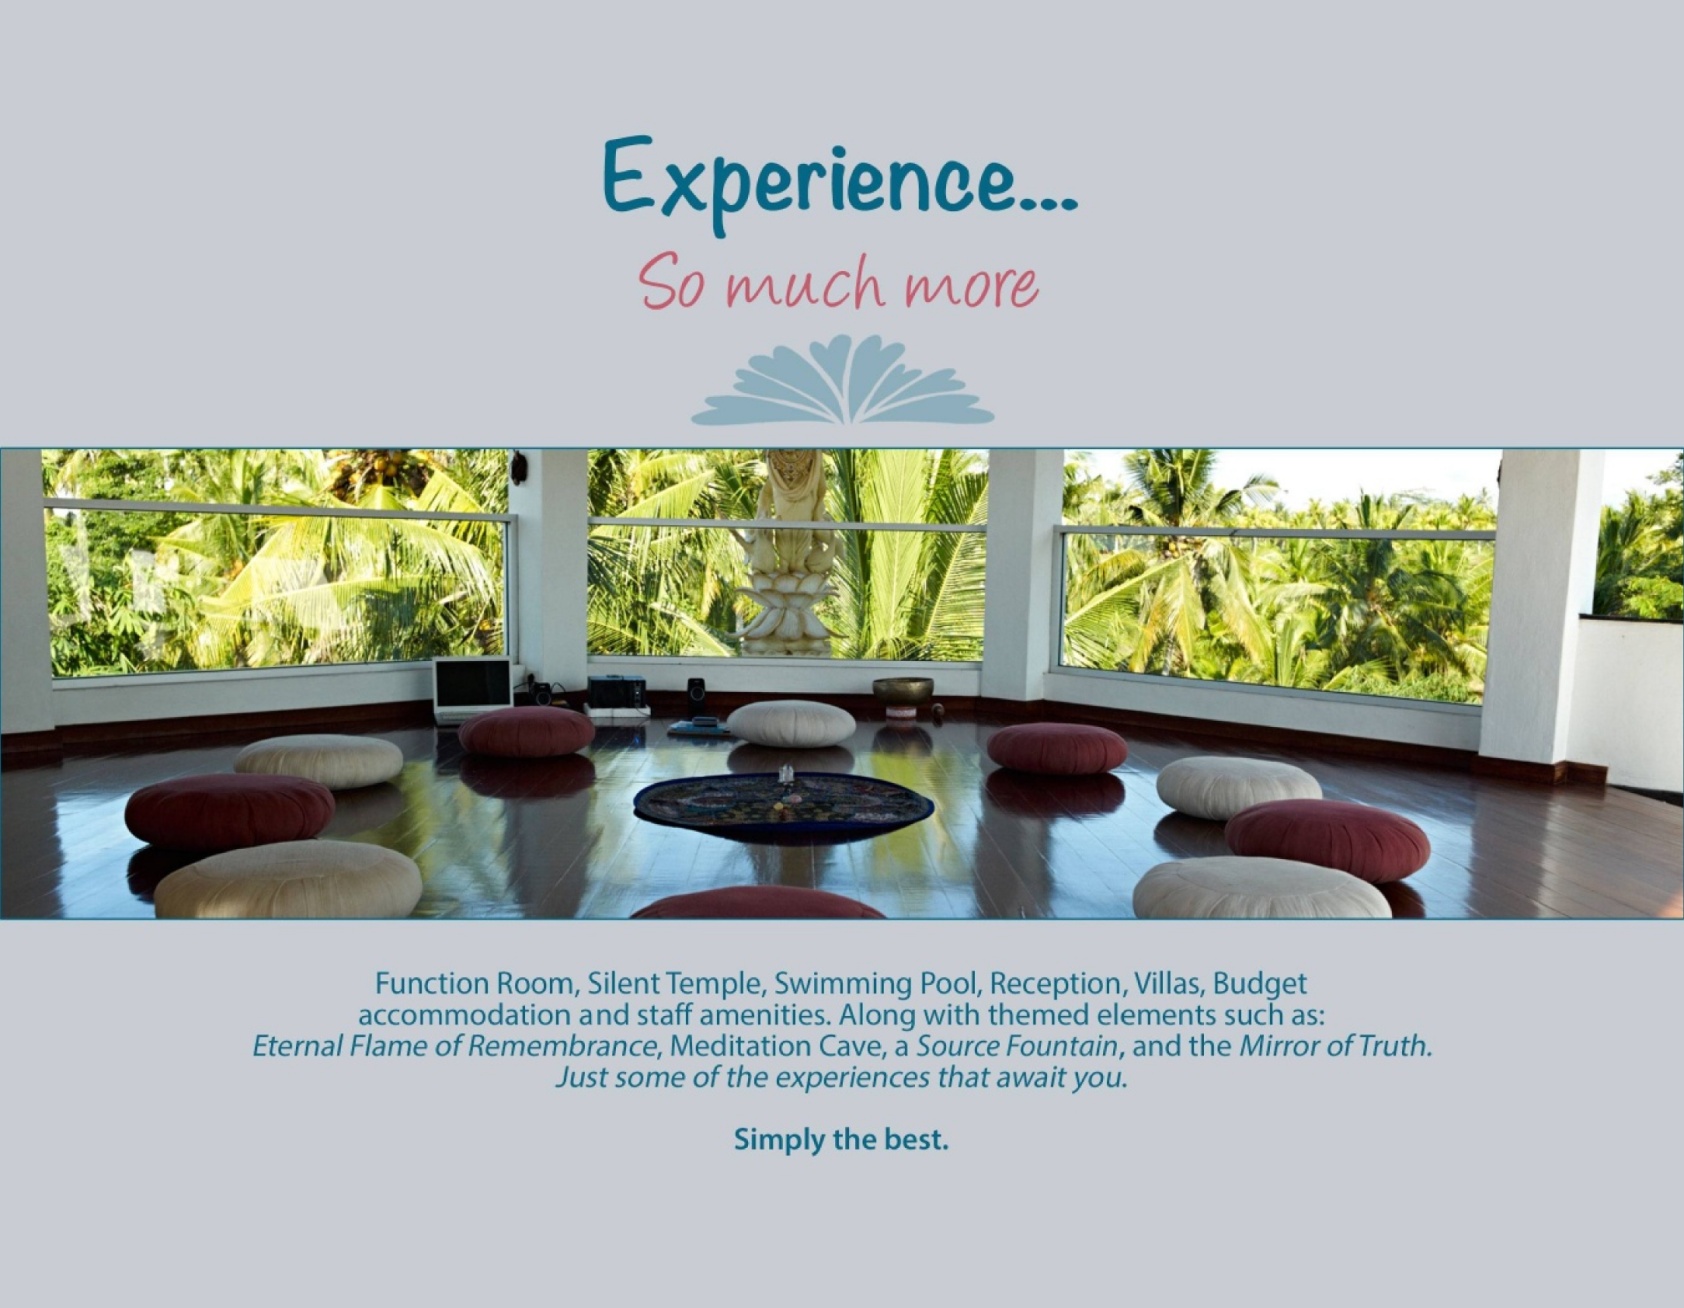 Experience...
So much more
Function Room, Silent Temple, Swimming Pool, Reception, Villas, Budget
accommodation and staff amenities. Along with themed elements such as:
Eternal Flame of Remembrance, Meditation Cave, a Source Fountain, and the Mirror of Truth.
Just some of the experiences that await you.
Simply the best.